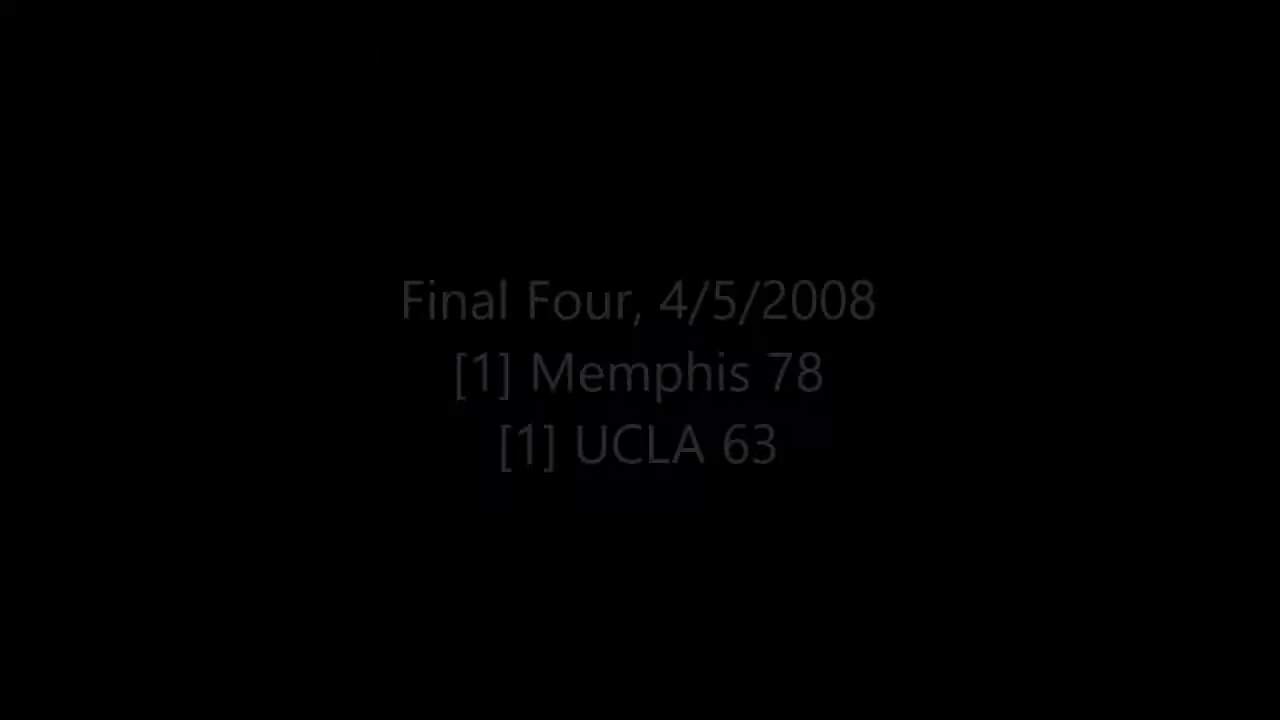 Final Four, 4/5/2008
[1] Memphis 78
[1] UCLA 63